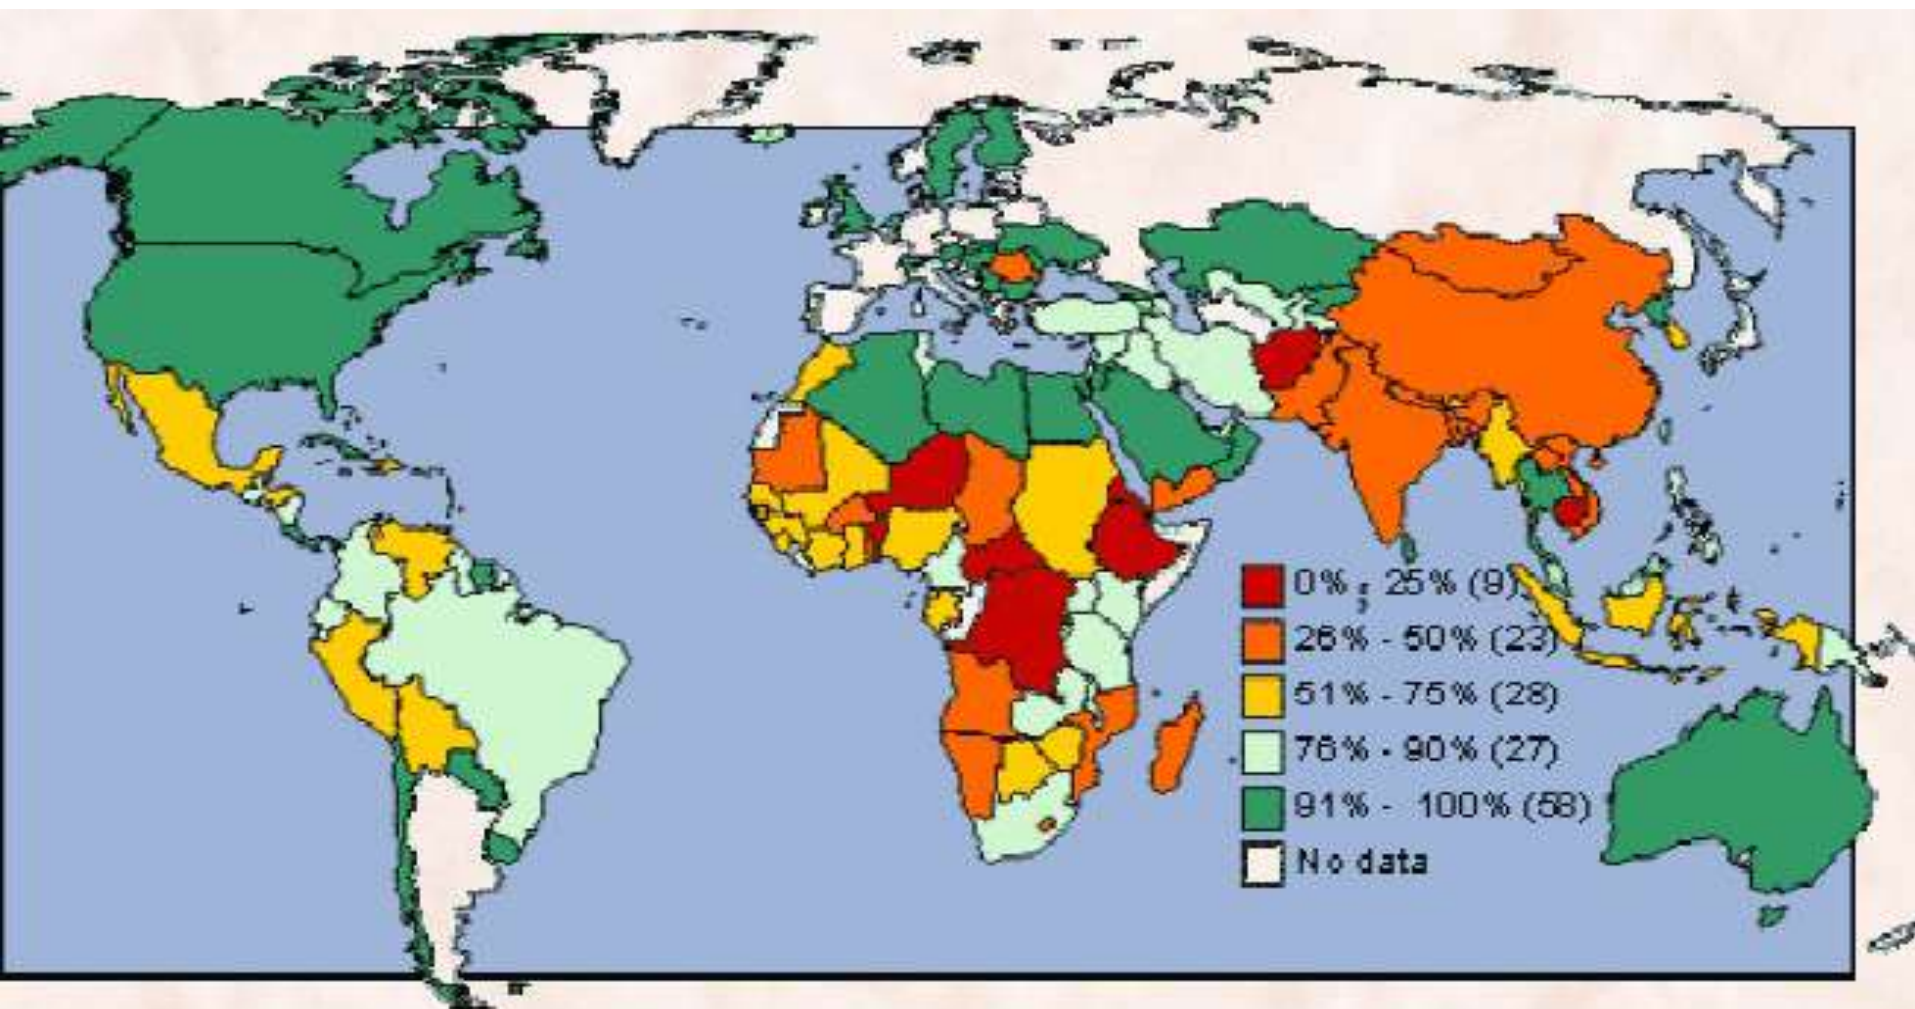 0% - 25% (9)
26% - 50% (23)
51% - 75% (28)
76% - 90% (27)
91% - 100% (58)
No data